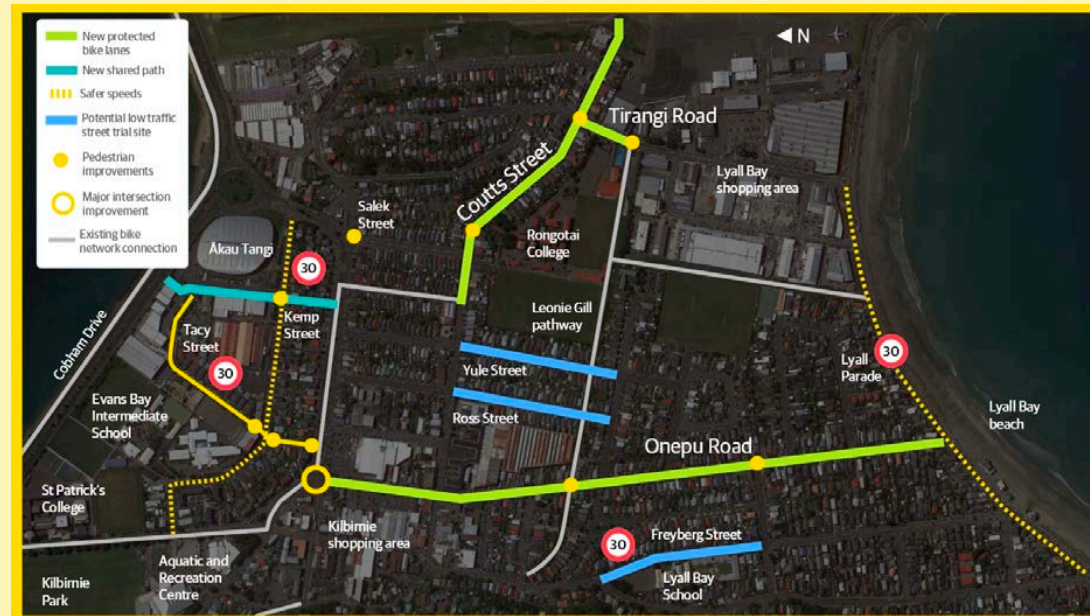 New protected
bike lanes
New shared path
Safer speeds
Potential low traffic
street trial site
Pedestrian
improvements
Major intersection
improvement
Existing bike
network connection
N
Tirangi Road
Coutts Street
Lyall Bay
shopping area
Salek
Street
Ākau Tangi
Rongotai
College
30
Kemp
Street
Leonie Gill
pathway
Tacy
Street
30
Cobham Drive
Yule Street
Lyall
Parade
30
Evans Bay
Intermediate
School
Ross Street
Lyall Bay
beach
Onepu Road
St Patrick's
College
Kilbirnie
shopping area
30
Freyberg Street
Aquatic and
Recreation
Centre
Lyall Bay
School
Kilbirnie
Park